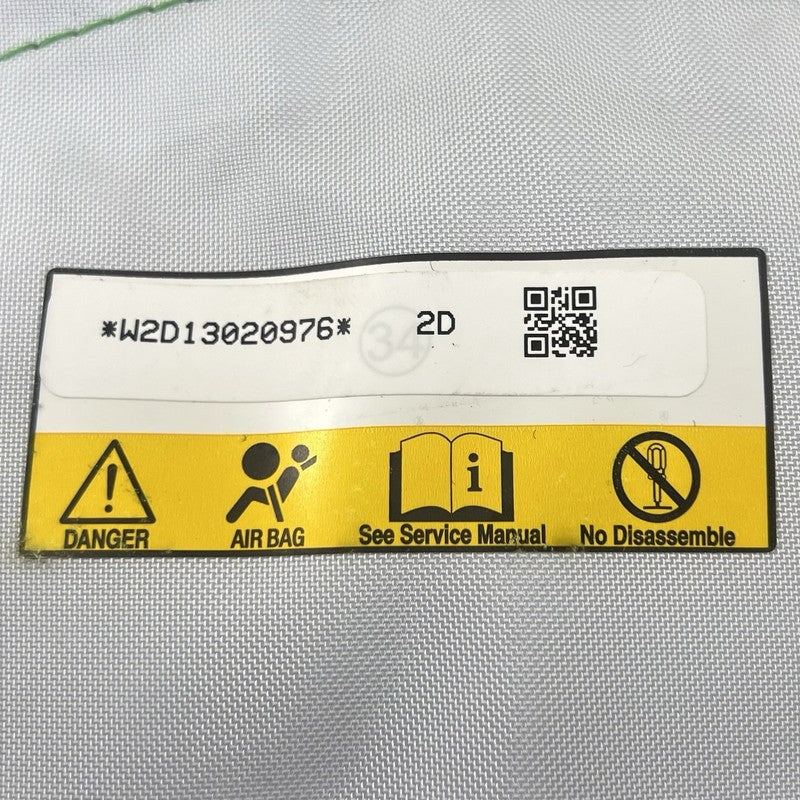 *W2D13020976* 34 2D
DANGER AIR BAG See Service Manual No Disassemble